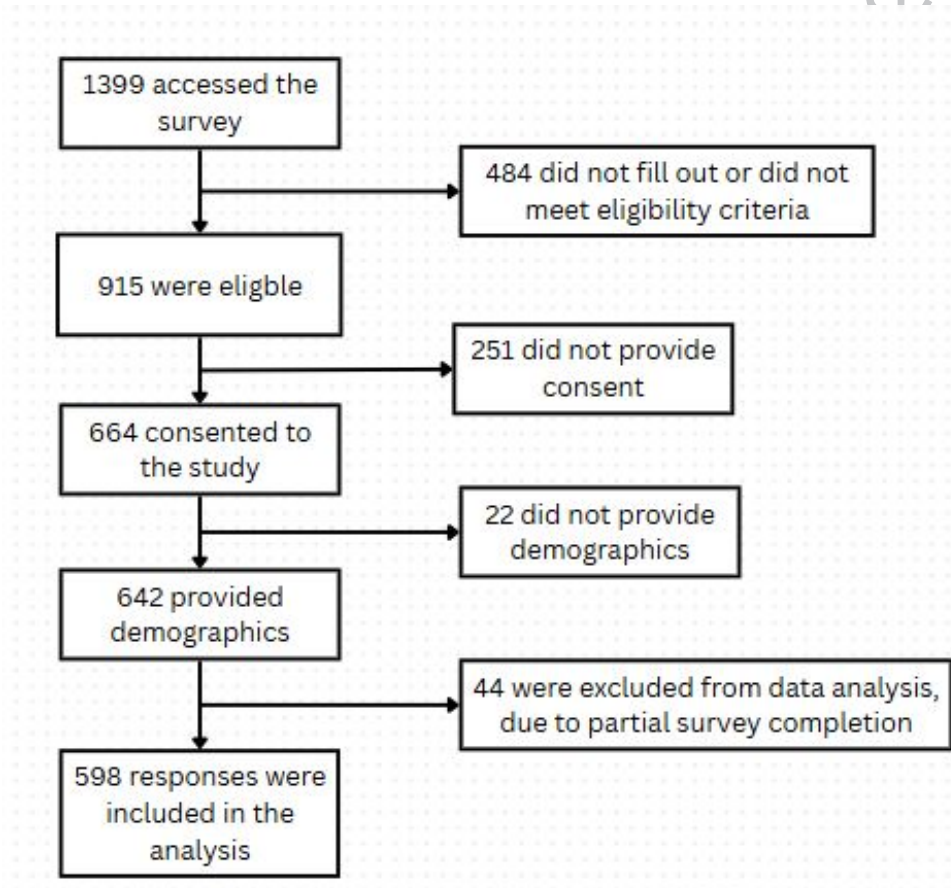 1399 accessed the
survey
484 did not fill out or did not
meet eligibility criteria
915 were eligble
251 did not provide
consent
664 consented to
the study
22 did not provide
demographics
642 provided
demographics
44 were excluded from data analysis,
due to partial survey completion
598 responses were
included in the
analysis